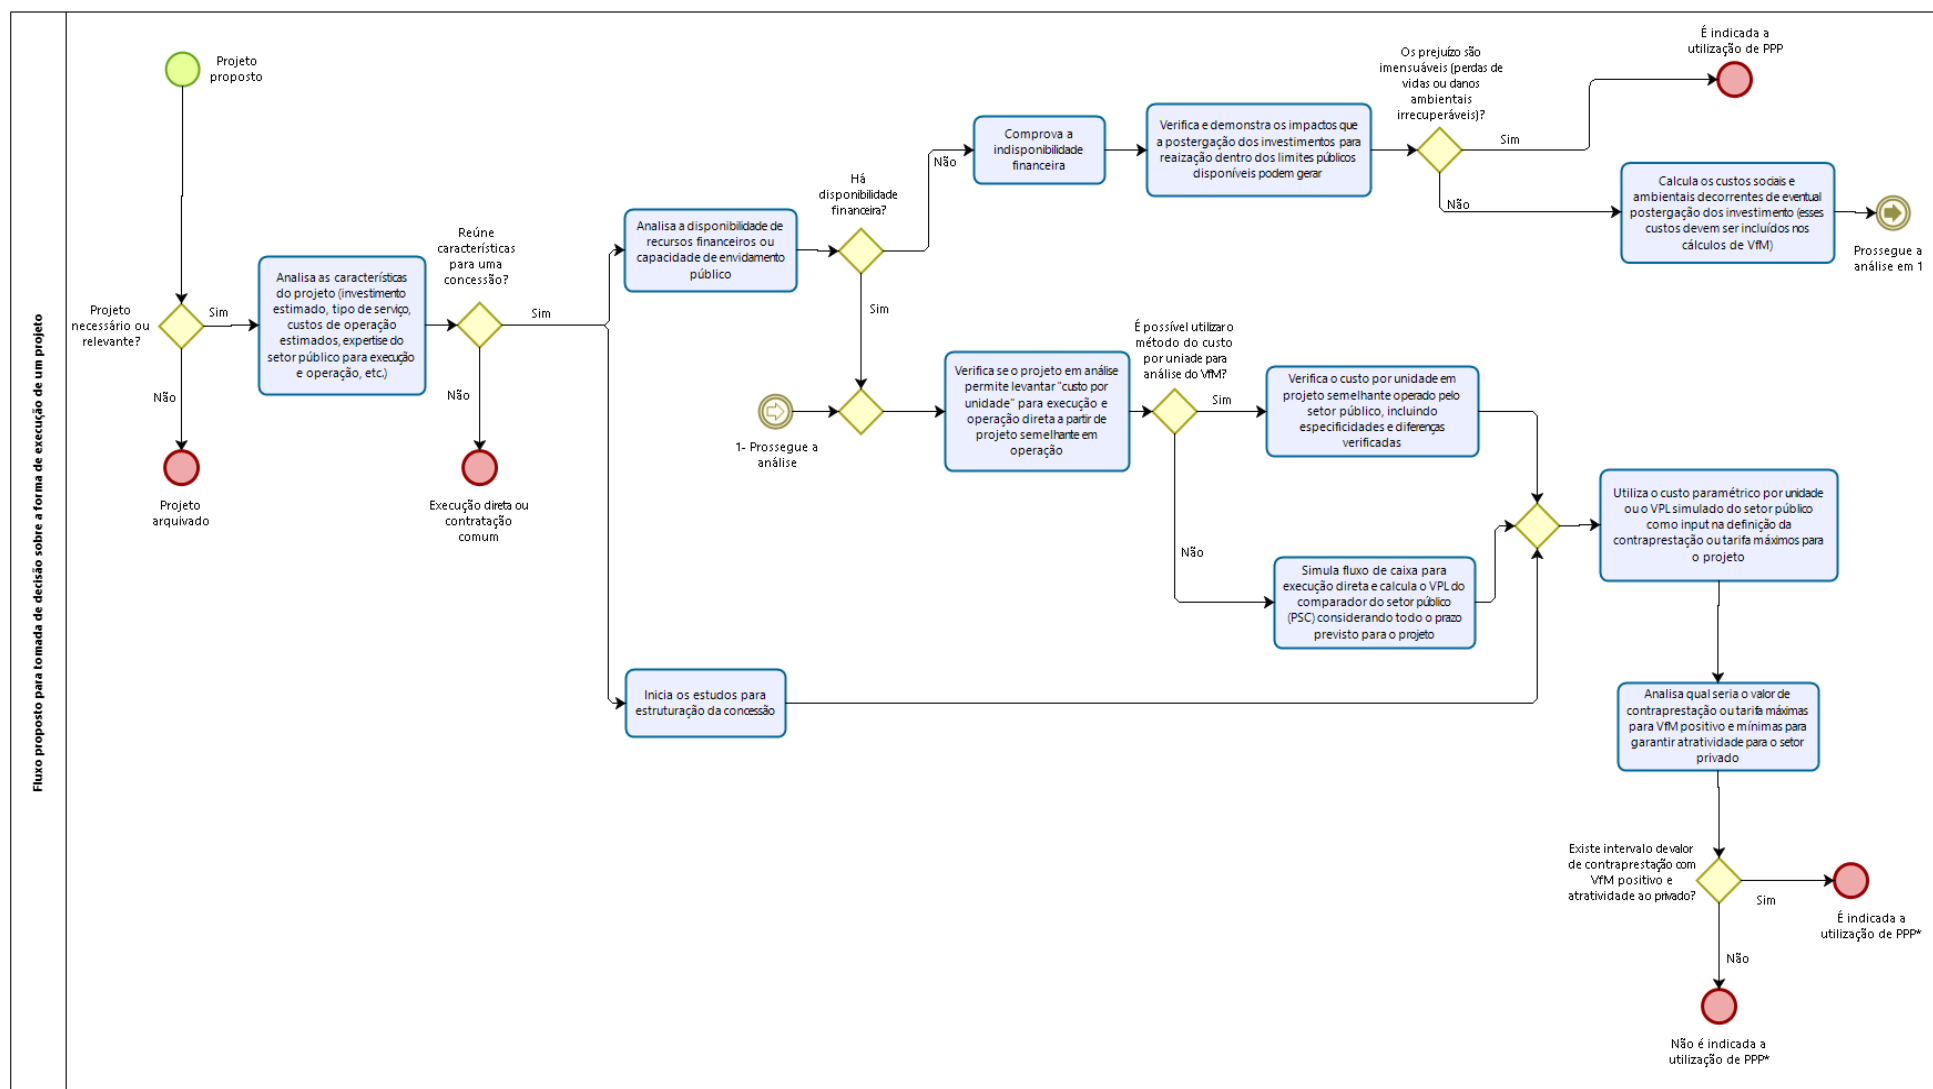 Fluxo proposto para tomada de decisão sobre a forma de execução de um projeto
Projeto
proposto
Projeto
necessário ou
relevante?
Sim
Não
Projeto
arquivado
Analisa as características
do projeto (investimento
estimado, tipo de serviço,
custos de operação
estimados, expertise do
setor público para execução
e operação, etc.)
Reúne
características
para uma
concessão?
Sim
Não
Execução direta ou
contratação
comum
Analisa a disponibilidade de
recursos financeiros ou
capacidade de envidamento
público
Há
disponibilidade
financeira?
Não
Sim
Comprova a
indisponibilidade
financeira
Verifica e demonstra os impactos que
a postergação dos investimentos para
reaização dentro dos limites públicos
disponíveis podem gerar
Os prejuízo são
imensuáveis (perdas de
vidas ou danos
ambientais
irrecuperáveis)?
Sim
Não
É indicada a
utilização de PPP
Calcula os custos sociais e
ambientais decorrentes de eventual
postergação dos investimento (esses
custos devem ser incluídos nos
cálculos de VfM)
Prossegue a
análise em 1
1- Prossegue a
análise
Verifica se o projeto em análise
permite levantar "custo por
unidade" para execução e
operação direta a partir de
projeto semelhante em
operação
É possível utilizar o
método do custo
por uniade para
análise do VfM?
Sim
Não
Verifica o custo por unidade em
projeto semelhante operado pelo
setor público, incluindo
especificidades e diferenças
verificadas
Simula fluxo de caixa para
execução direta e calcula o VPL do
comparador do setor público
(PSC) considerando todo o prazo
previsto para o projeto
Inicia os estudos para
estruturação da concessão
Utiliza o custo paramétrico por unidade
ou o VPL simulado do setor público
como input na definição da
contraprestação ou tarifa máximos para
o projeto
Analisa qual seria o valor de
contraprestação ou tarifa máximas
para VfM positivo e mínimas para
garantir atratividade para o setor
privado
Existe intervalo de valor
de contraprestação com
VfM positivo e
atratividade ao privado?
Sim
É indicada a
utilização de PPP*
Não
Não é indicada a
utilização de PPP*